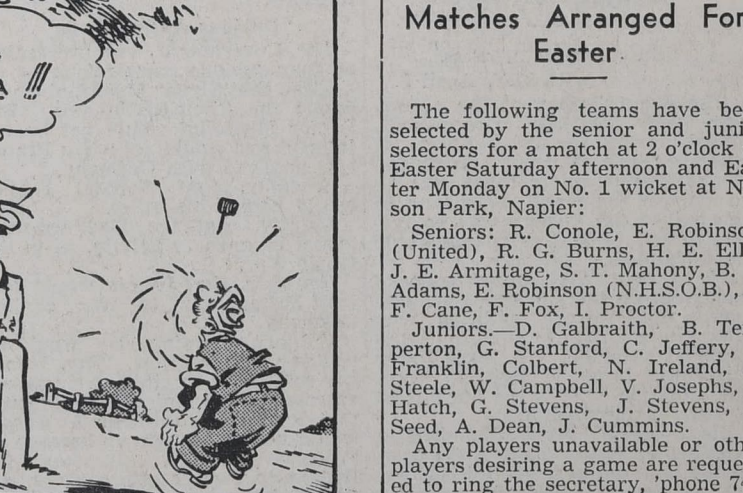 Matches Arranged For
Easter
The following teams have be
selected by the senior and juni
selectors for a match at 2 o'clock
Easter Saturday afternoon and Ea
ter Monday on No. 1 wicket at N
son Park, Napier:
Seniors: R. Conole, E. Robinso
(United), R. G. Burns, H. E. Ell
J. E. Armitage, S. T. Mahony, B.
Adams, E. Robinson (N.H.S.O.B.),
F. Cane, F. Fox, I. Proctor.
Juniors.—D. Galbraith, B. Te
perton, G. Stanford, C. Jeffery,
Franklin, Colbert, N. Ireland,
Steele, W. Campbell, V. Josephs,
Hatch, G. Stevens, J. Stevens,
Seed, A. Dean, J. Cummins.
Any players unavailable or oth
players desiring a game are reque
ed to ring the secretary, 'phone 7